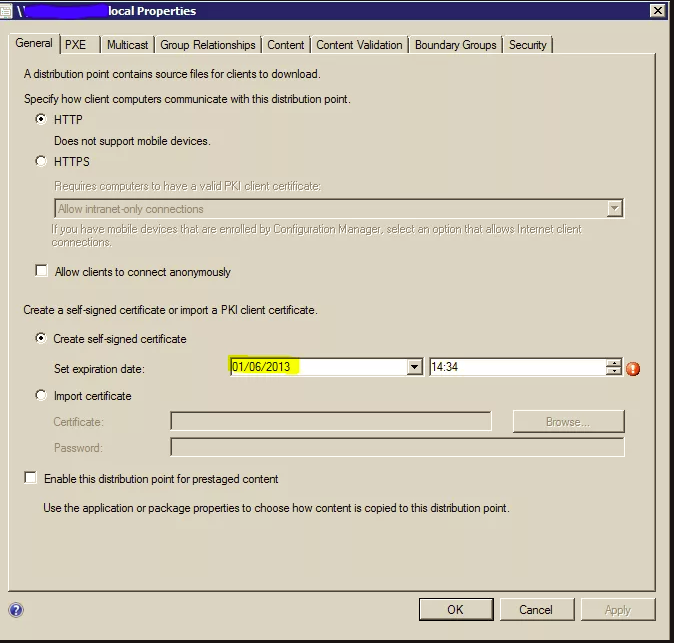 \\ local Properties
General PXE Multicast Group Relationships Content Content Validation Boundary Groups Security
A distribution point contains source files for clients to download.
Specify how client computers communicate with this distribution point.
HTTP
Does not support mobile devices.
HTTPS
Requires computers to have a valid PKI client certificate:
Allow intranet-only connections
If you have mobile devices that are enrolled by Configuration Manager, select an option that allows Internet client
connections.
Allow clients to connect anonymously
Create a self-signed certificate or import a PKI client certificate.
Create self-signed certificate
Set expiration date: 01/06/2013 14:34
Import certificate
Certificate: Browse...
Password:
Enable this distribution point for prestaged content
Use the application or package properties to choose how content is copied to this distribution point.
OK Cancel Apply